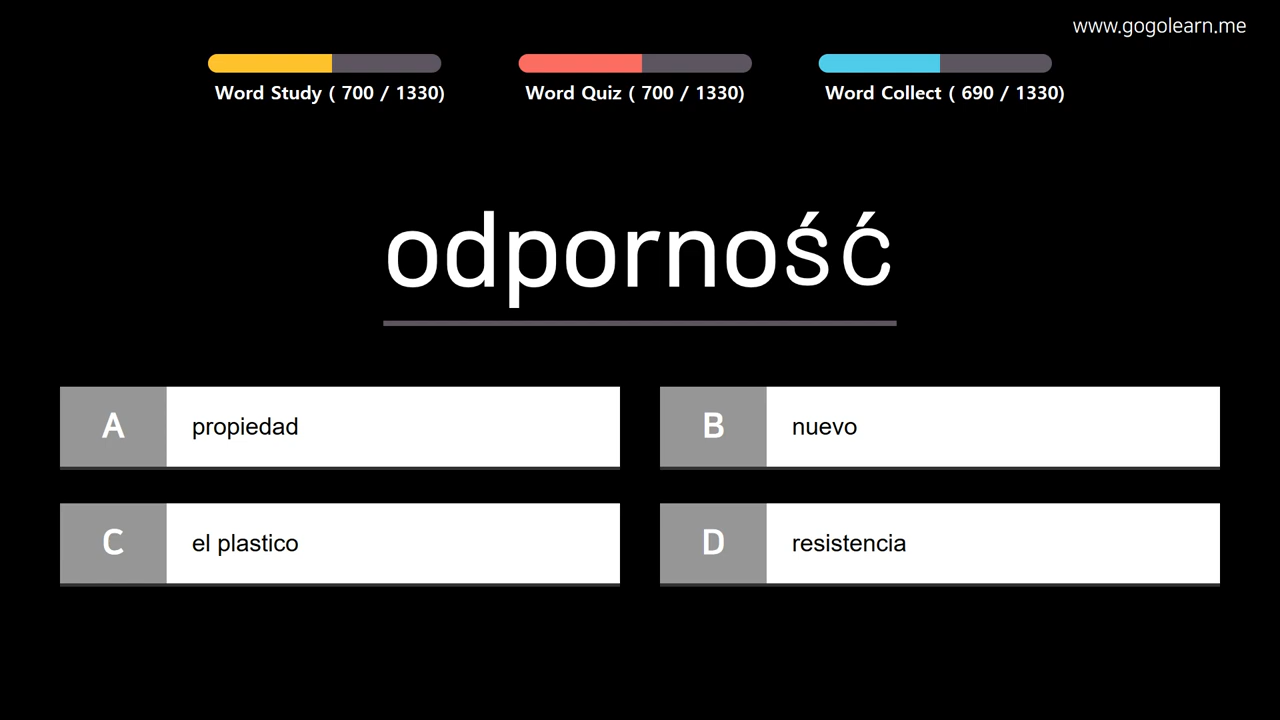 www.gogolearn.me
Word Study ( 700 / 1330)
Word Quiz ( 700 / 1330)
Word Collect ( 690 / 1330)
odporność
A propiedad
B nuevo
C el plastico
D resistencia